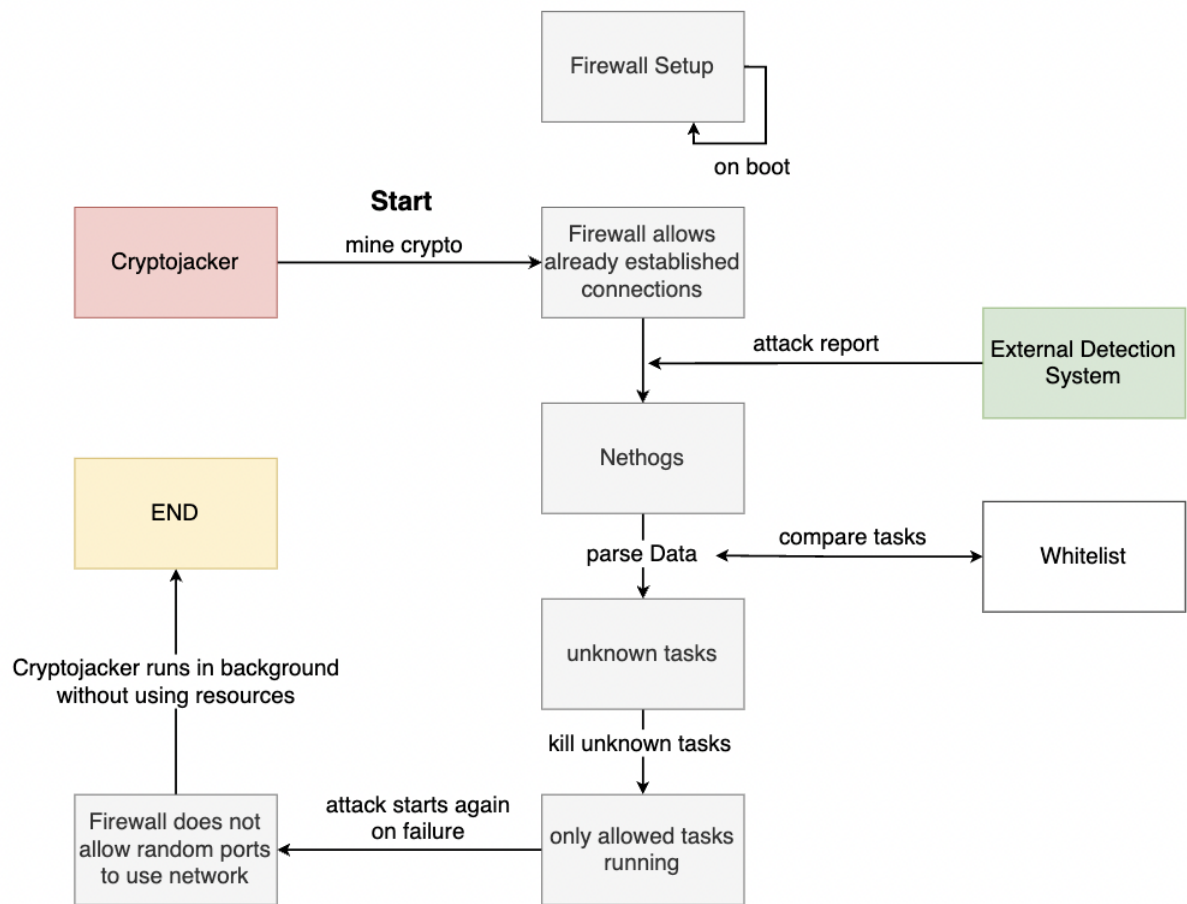 Firewall Setup
on boot
Start
mine crypto
Cryptojacker
Firewall allows
already established
connections
attack report
External Detection
System
Nethogs
END
parse Data
compare tasks
Whitelist
unknown tasks
Cryptojacker runs in background
without using resources
kill unknown tasks
attack starts again
on failure
Firewall does not
allow random ports
to use network
only allowed tasks
running